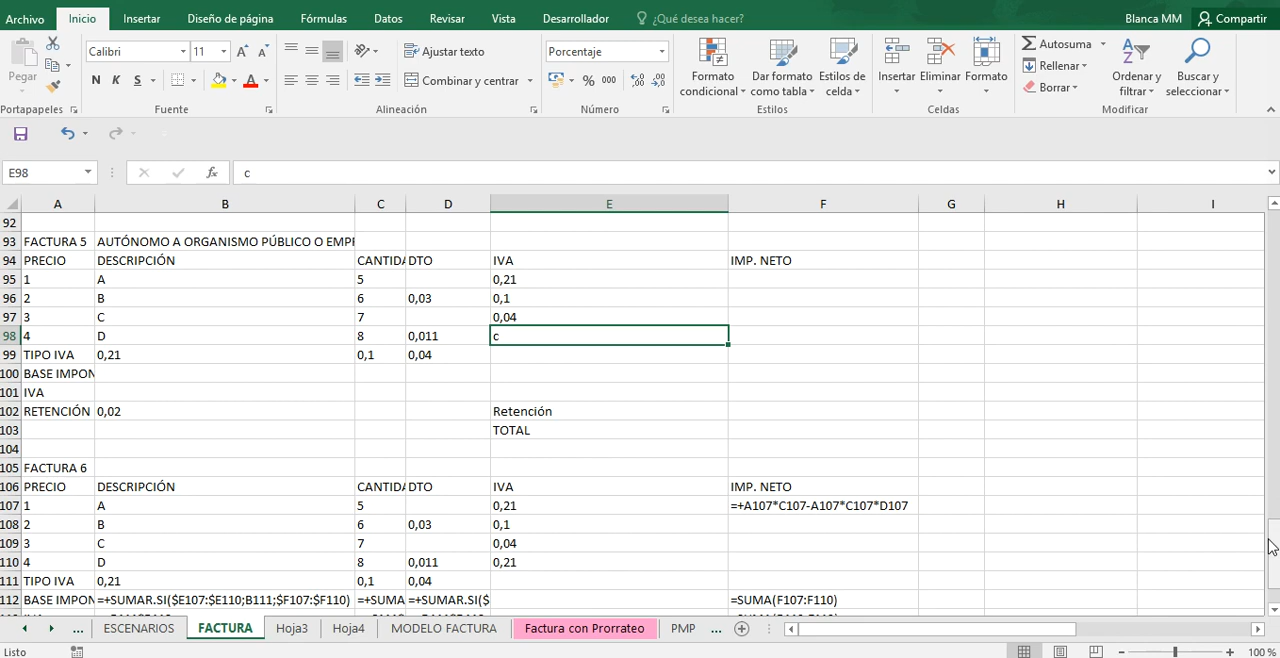 Archivo Inicio Insertar Diseño de página Fórmulas Datos Revisar Vista Desarrollador ¿Qué desea hacer? Blanca MM Compartir
Pegar Calibri 11 Ajustar texto Porcentaje Formato condicional Dar formato como tabla Estilos de celda Insertar Eliminar Formato Autosuma Rellenar Borrar Ordenar y filtrar Buscar y seleccionar
N K S Combinar y centrar % 000
Portapapeles Fuente Alineación Número Estilos Celdas Modificar
E98 fx c
A B C D E F G H I
92
93 FACTURA 5 AUTÓNOMO A ORGANISMO PÚBLICO O EMPR
94 PRECIO DESCRIPCIÓN CANTIDA DTO IVA IMP. NETO
95 1 A 5 0,21
96 2 B 6 0,03 0,1
97 3 C 7 0,04
98 4 D 8 0,011 c
99 TIPO IVA 0,21 0,1 0,04
100 BASE IMPON
101 IVA
102 RETENCIÓN 0,02 Retención
103 TOTAL
104
105 FACTURA 6
106 PRECIO DESCRIPCIÓN CANTIDA DTO IVA IMP. NETO
107 1 A 5 0,21 =+A107*C107-A107*C107*D107
108 2 B 6 0,03 0,1
109 3 C 7 0,04
110 4 D 8 0,011 0,21
111 TIPO IVA 0,21 0,1 0,04
112 BASE IMPON =+SUMAR.SI($E107:$E110;B111;$F107:$F110) =+SUMA =+SUMAR.SI($ =SUMA(F107:F110)
... ESCENARIOS FACTURA Hoja3 Hoja4 MODELO FACTURA Factura con Prorrateo PMP ...
Listo 100 %